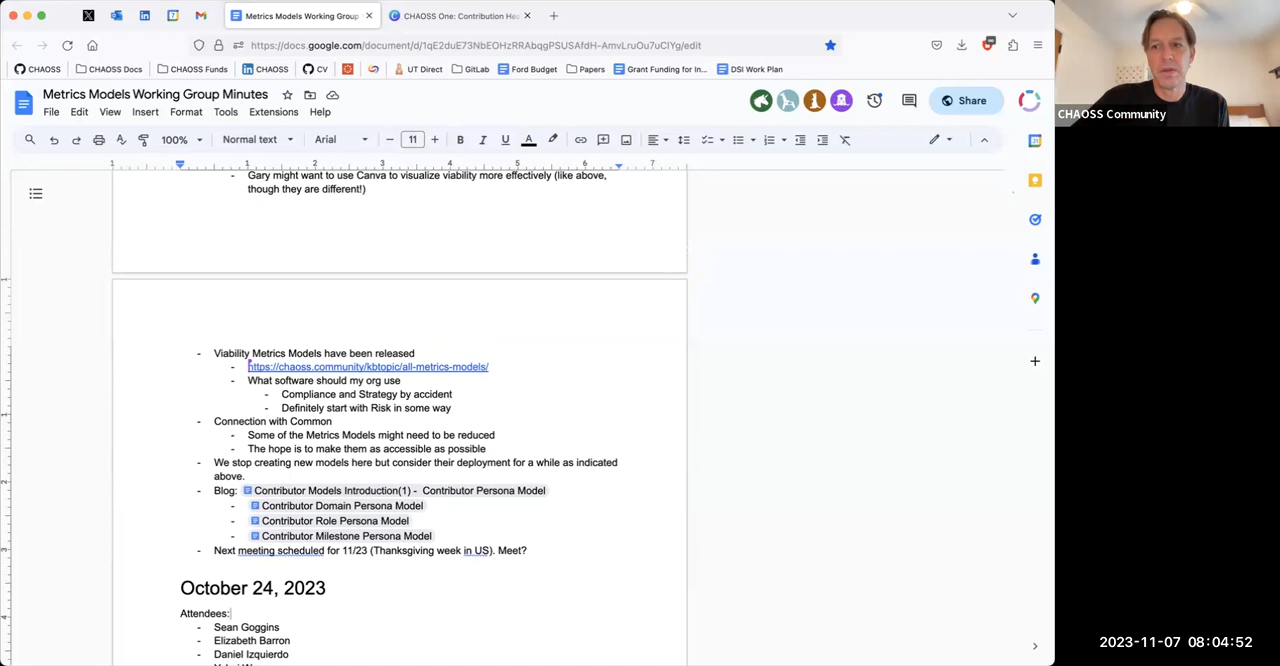 Metrics Models Working Group
CHAOSS One: Contribution Hea
https://docs.google.com/document/d/1qE2duE73NbEOHzRRAbqgPSUSAfdH-AmvLruOu7uClYg/edit
CHAOSS
CHAOSS Docs
CHAOSS Funds
CHAOSS
CV
UT Direct
GitLab
Ford Budget
Papers
Grant Funding for In...
DSI Work Plan
Metrics Models Working Group Minutes
File Edit View Insert Format Tools Extensions Help
Share
100%
Normal text
Arial
11
- Gary might want to use Canva to visualize viability more effectively (like above,
though they are different!)
- Viability Metrics Models have been released
- https://chaoss.community/kbtopic/all-metrics-models/
- What software should my org use
- Compliance and Strategy by accident
- Definitely start with Risk in some way
- Connection with Common
- Some of the Metrics Models might need to be reduced
- The hope is to make them as accessible as possible
- We stop creating new models here but consider their deployment for a while as indicated
above.
- Blog: Contributor Models Introduction(1) - Contributor Persona Model
- Contributor Domain Persona Model
- Contributor Role Persona Model
- Contributor Milestone Persona Model
- Next meeting scheduled for 11/23 (Thanksgiving week in US). Meet?
October 24, 2023
Attendees:
- Sean Goggins
- Elizabeth Barron
- Daniel Izquierdo
CHAOSS Community
2023-11-07 08:04:52